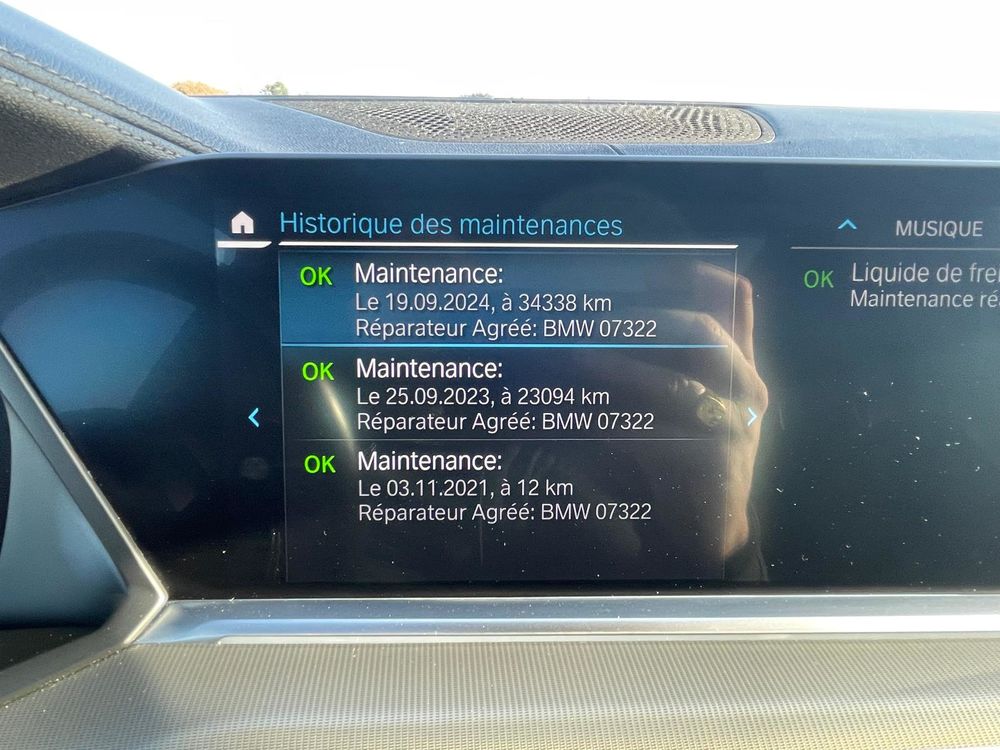 Historique des maintenances
OK Maintenance:
Le 19.09.2024, à 34338 km
Réparateur Agréé: BMW 07322
OK Maintenance:
Le 25.09.2023, à 23094 km
Réparateur Agréé: BMW 07322
OK Maintenance:
Le 03.11.2021, à 12 km
Réparateur Agréé: BMW 07322
MUSIQUE
OK Liquide de
Maintenance